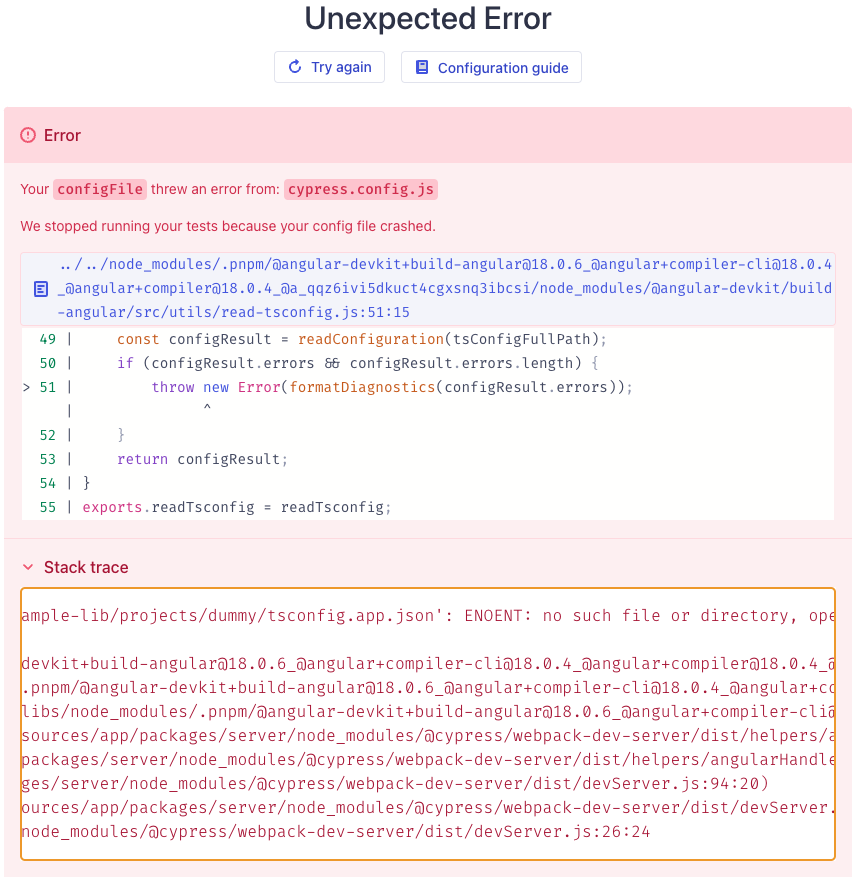 Unexpected Error
Try again
Configuration guide
Error
Your configFile threw an error from: cypress.config.js
We stopped running your tests because your config file crashed.
../../node_modules/.pnpm/@angular-devkit+build-angular@18.0.6_@angular+compiler-cli@18.0.4
_@angular+compiler@18.0.4_@a_qqz6ivi5dkuct4cgxsnq3ibcsi/node_modules/@angular-devkit/build
-angular/src/utils/read-tsconfig.js:51:15
49 |     const configResult = readConfiguration(tsConfigFullPath);
50 |     if (configResult.errors && configResult.errors.length) {
> 51 |         throw new Error(formatDiagnostics(configResult.errors));
|               ^
52 |     }
53 |     return configResult;
54 | }
55 | exports.readTsconfig = readTsconfig;
Stack trace
ample-lib/projects/dummy/tsconfig.app.json': ENOENT: no such file or directory, ope
devkit+build-angular@18.0.6_@angular+compiler-cli@18.0.4_@angular+compiler@18.0.4_@
.pnpm/@angular-devkit+build-angular@18.0.6_@angular+compiler-cli@18.0.4_@angular+co
libs/node_modules/.pnpm/@angular-devkit+build-angular@18.0.6_@angular+compiler-cli@
sources/app/packages/server/node_modules/@cypress/webpack-dev-server/dist/helpers/a
packages/server/node_modules/@cypress/webpack-dev-server/dist/helpers/angularHandle
ges/server/node_modules/@cypress/webpack-dev-server/dist/devServer.js:94:20)
ources/app/packages/server/node_modules/@cypress/webpack-dev-server/dist/devServer.
node_modules/@cypress/webpack-dev-server/dist/devServer.js:26:24